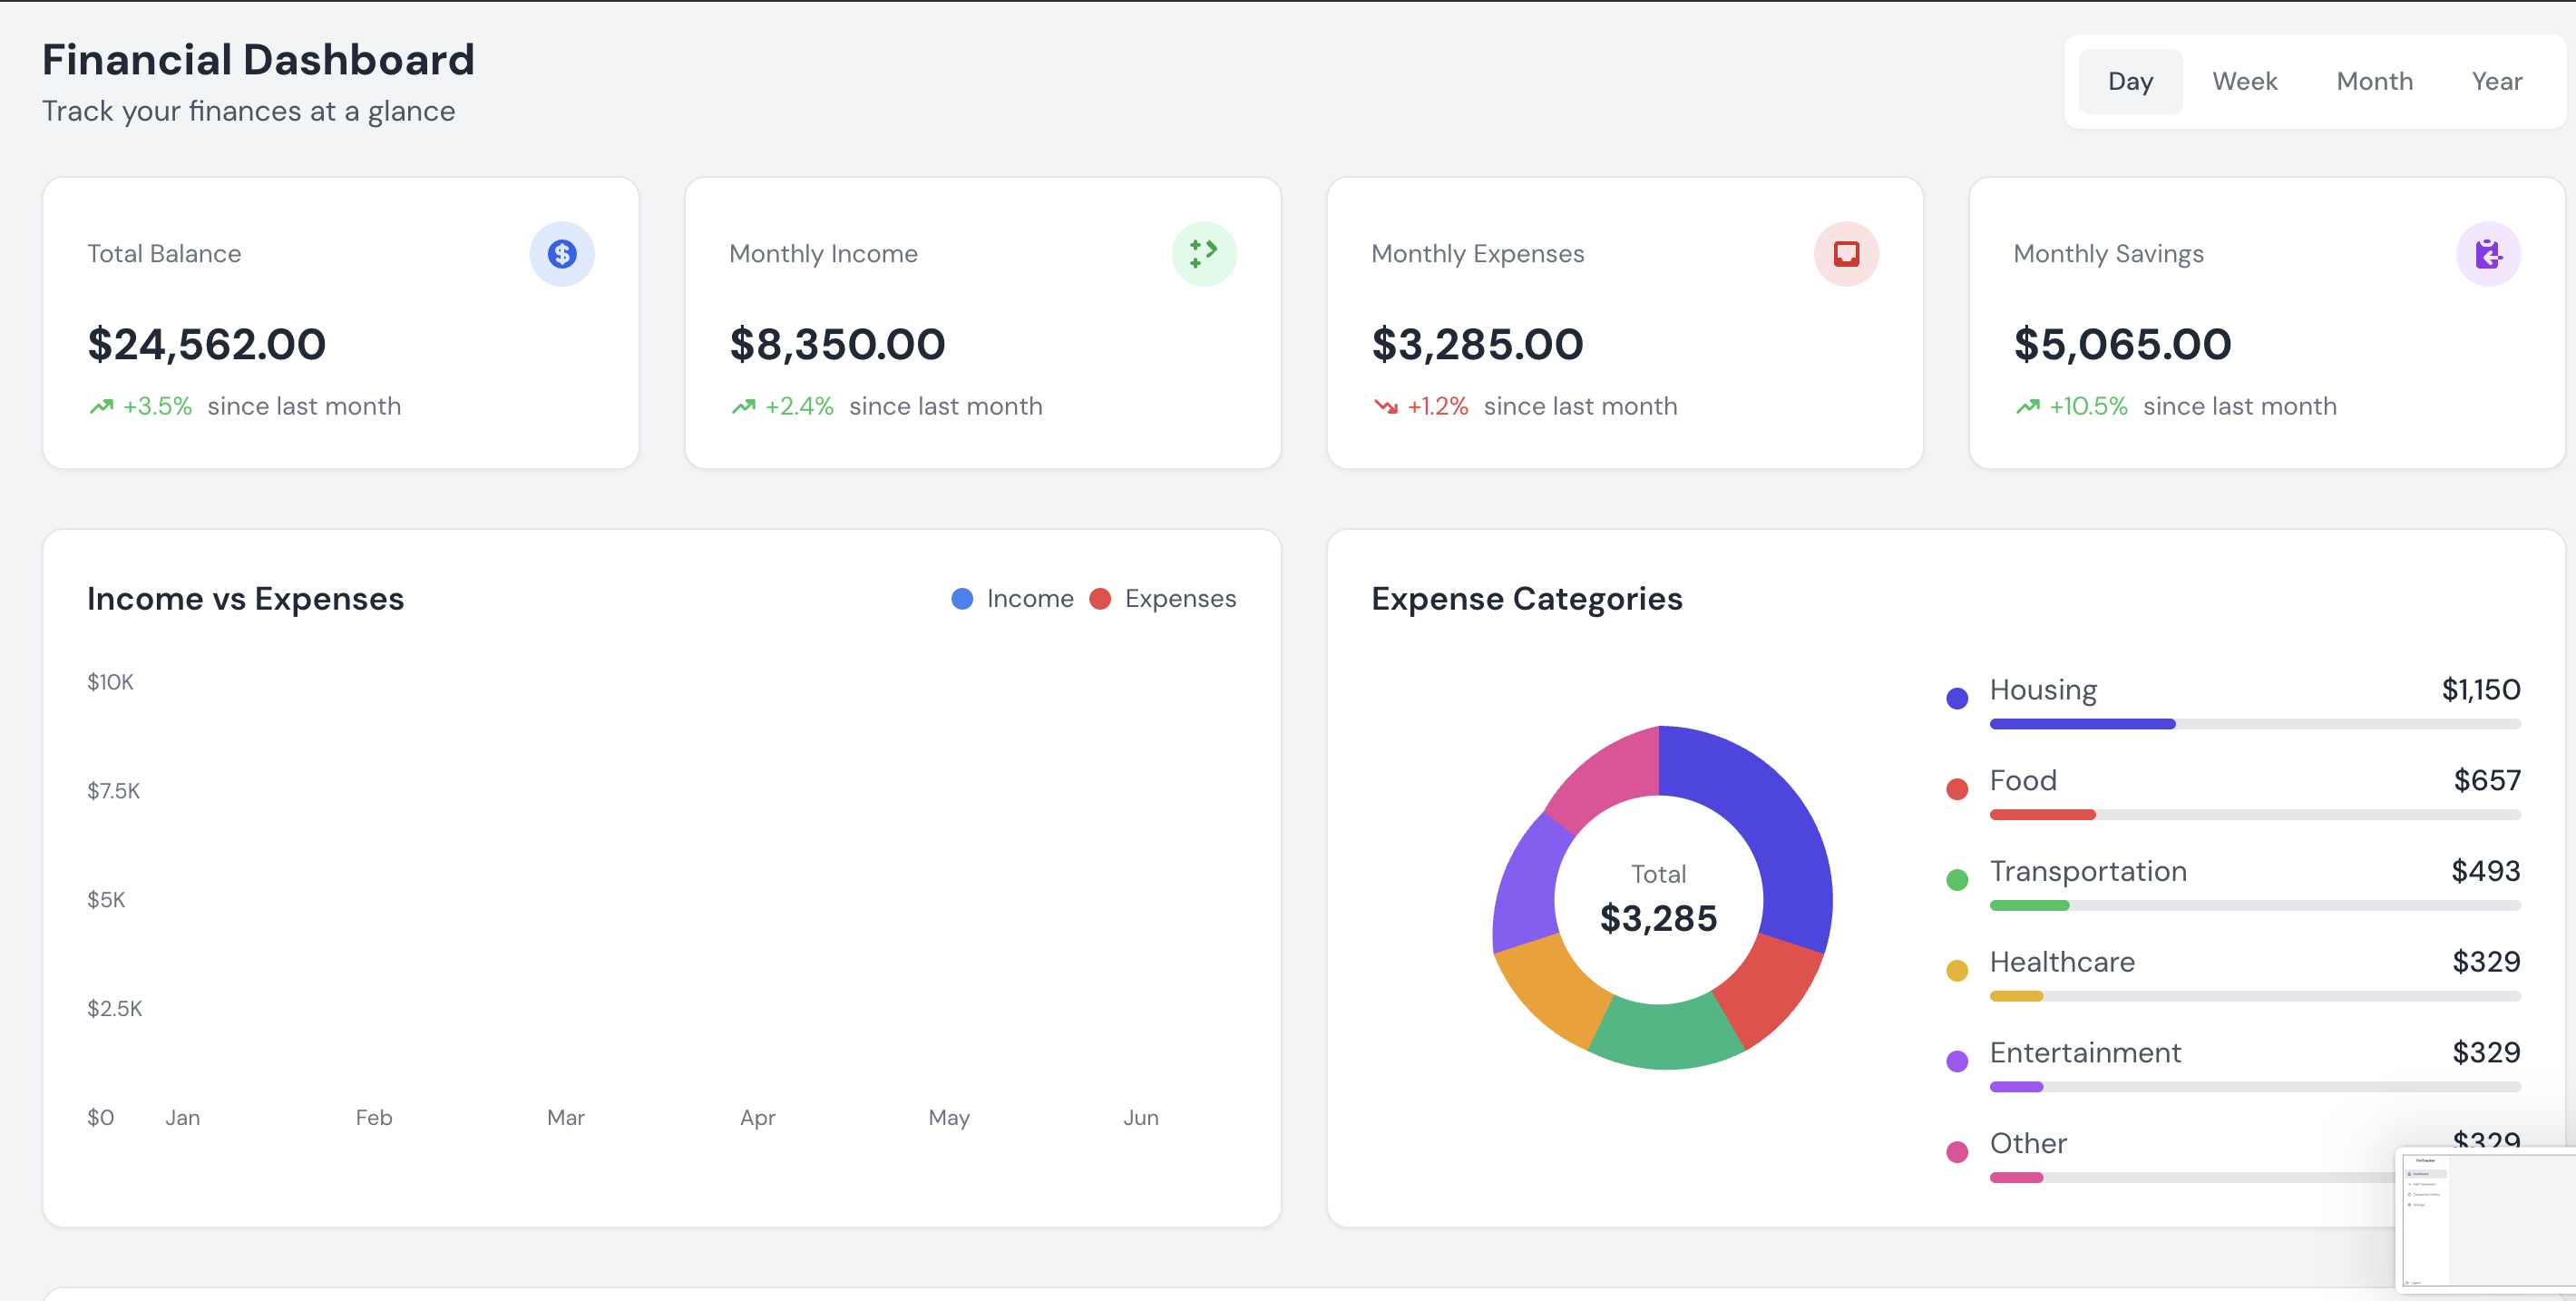 Financial Dashboard
Track your finances at a glance
Day Week Month Year
Total Balance
$24,562.00
+3.5% since last month
Monthly Income
$8,350.00
+2.4% since last month
Monthly Expenses
$3,285.00
+1.2% since last month
Monthly Savings
$5,065.00
+10.5% since last month
Income vs Expenses
Income Expenses
$10K
$7.5K
$5K
$2.5K
$0 Jan Feb Mar Apr May Jun
Expense Categories
Total
$3,285
Housing $1,150
Food $657
Transportation $493
Healthcare $329
Entertainment $329
Other $329